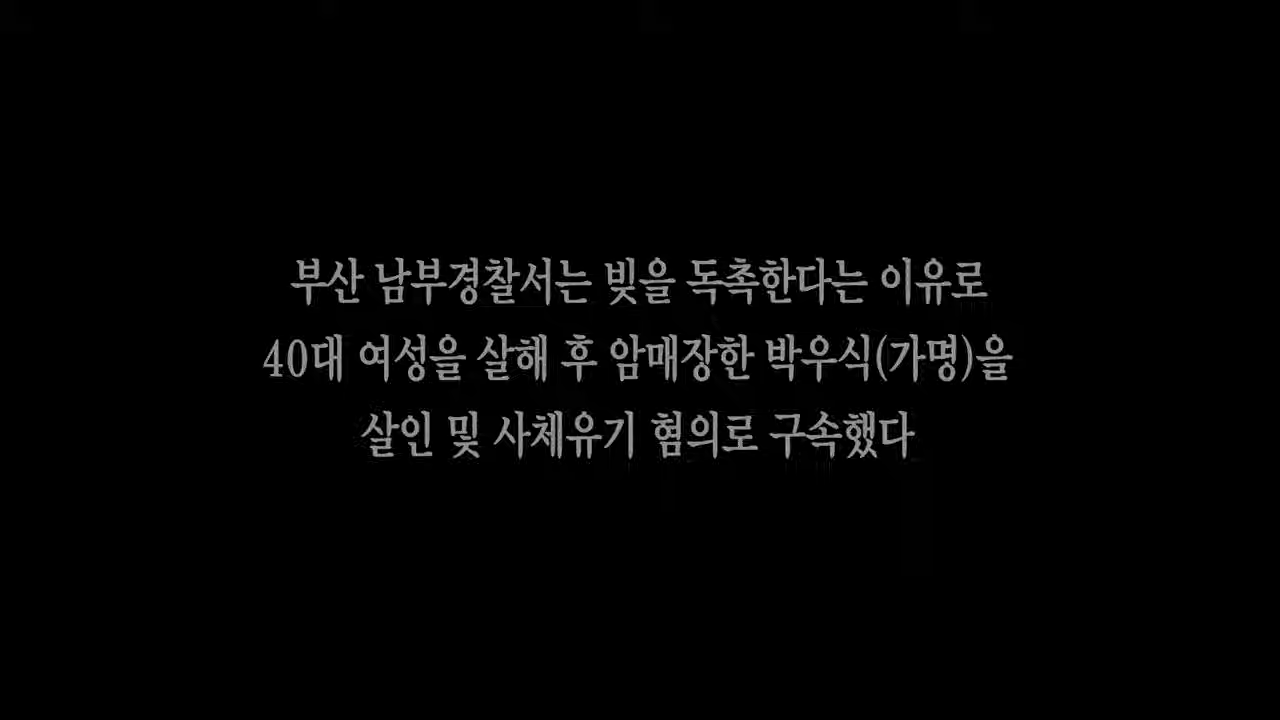 부산 남부경찰서는 빚을 독촉한다는 이유로
40대 여성을 살해 후 암매장한 박우식(가명)을
살인 및 사체유기 혐의로 구속했다